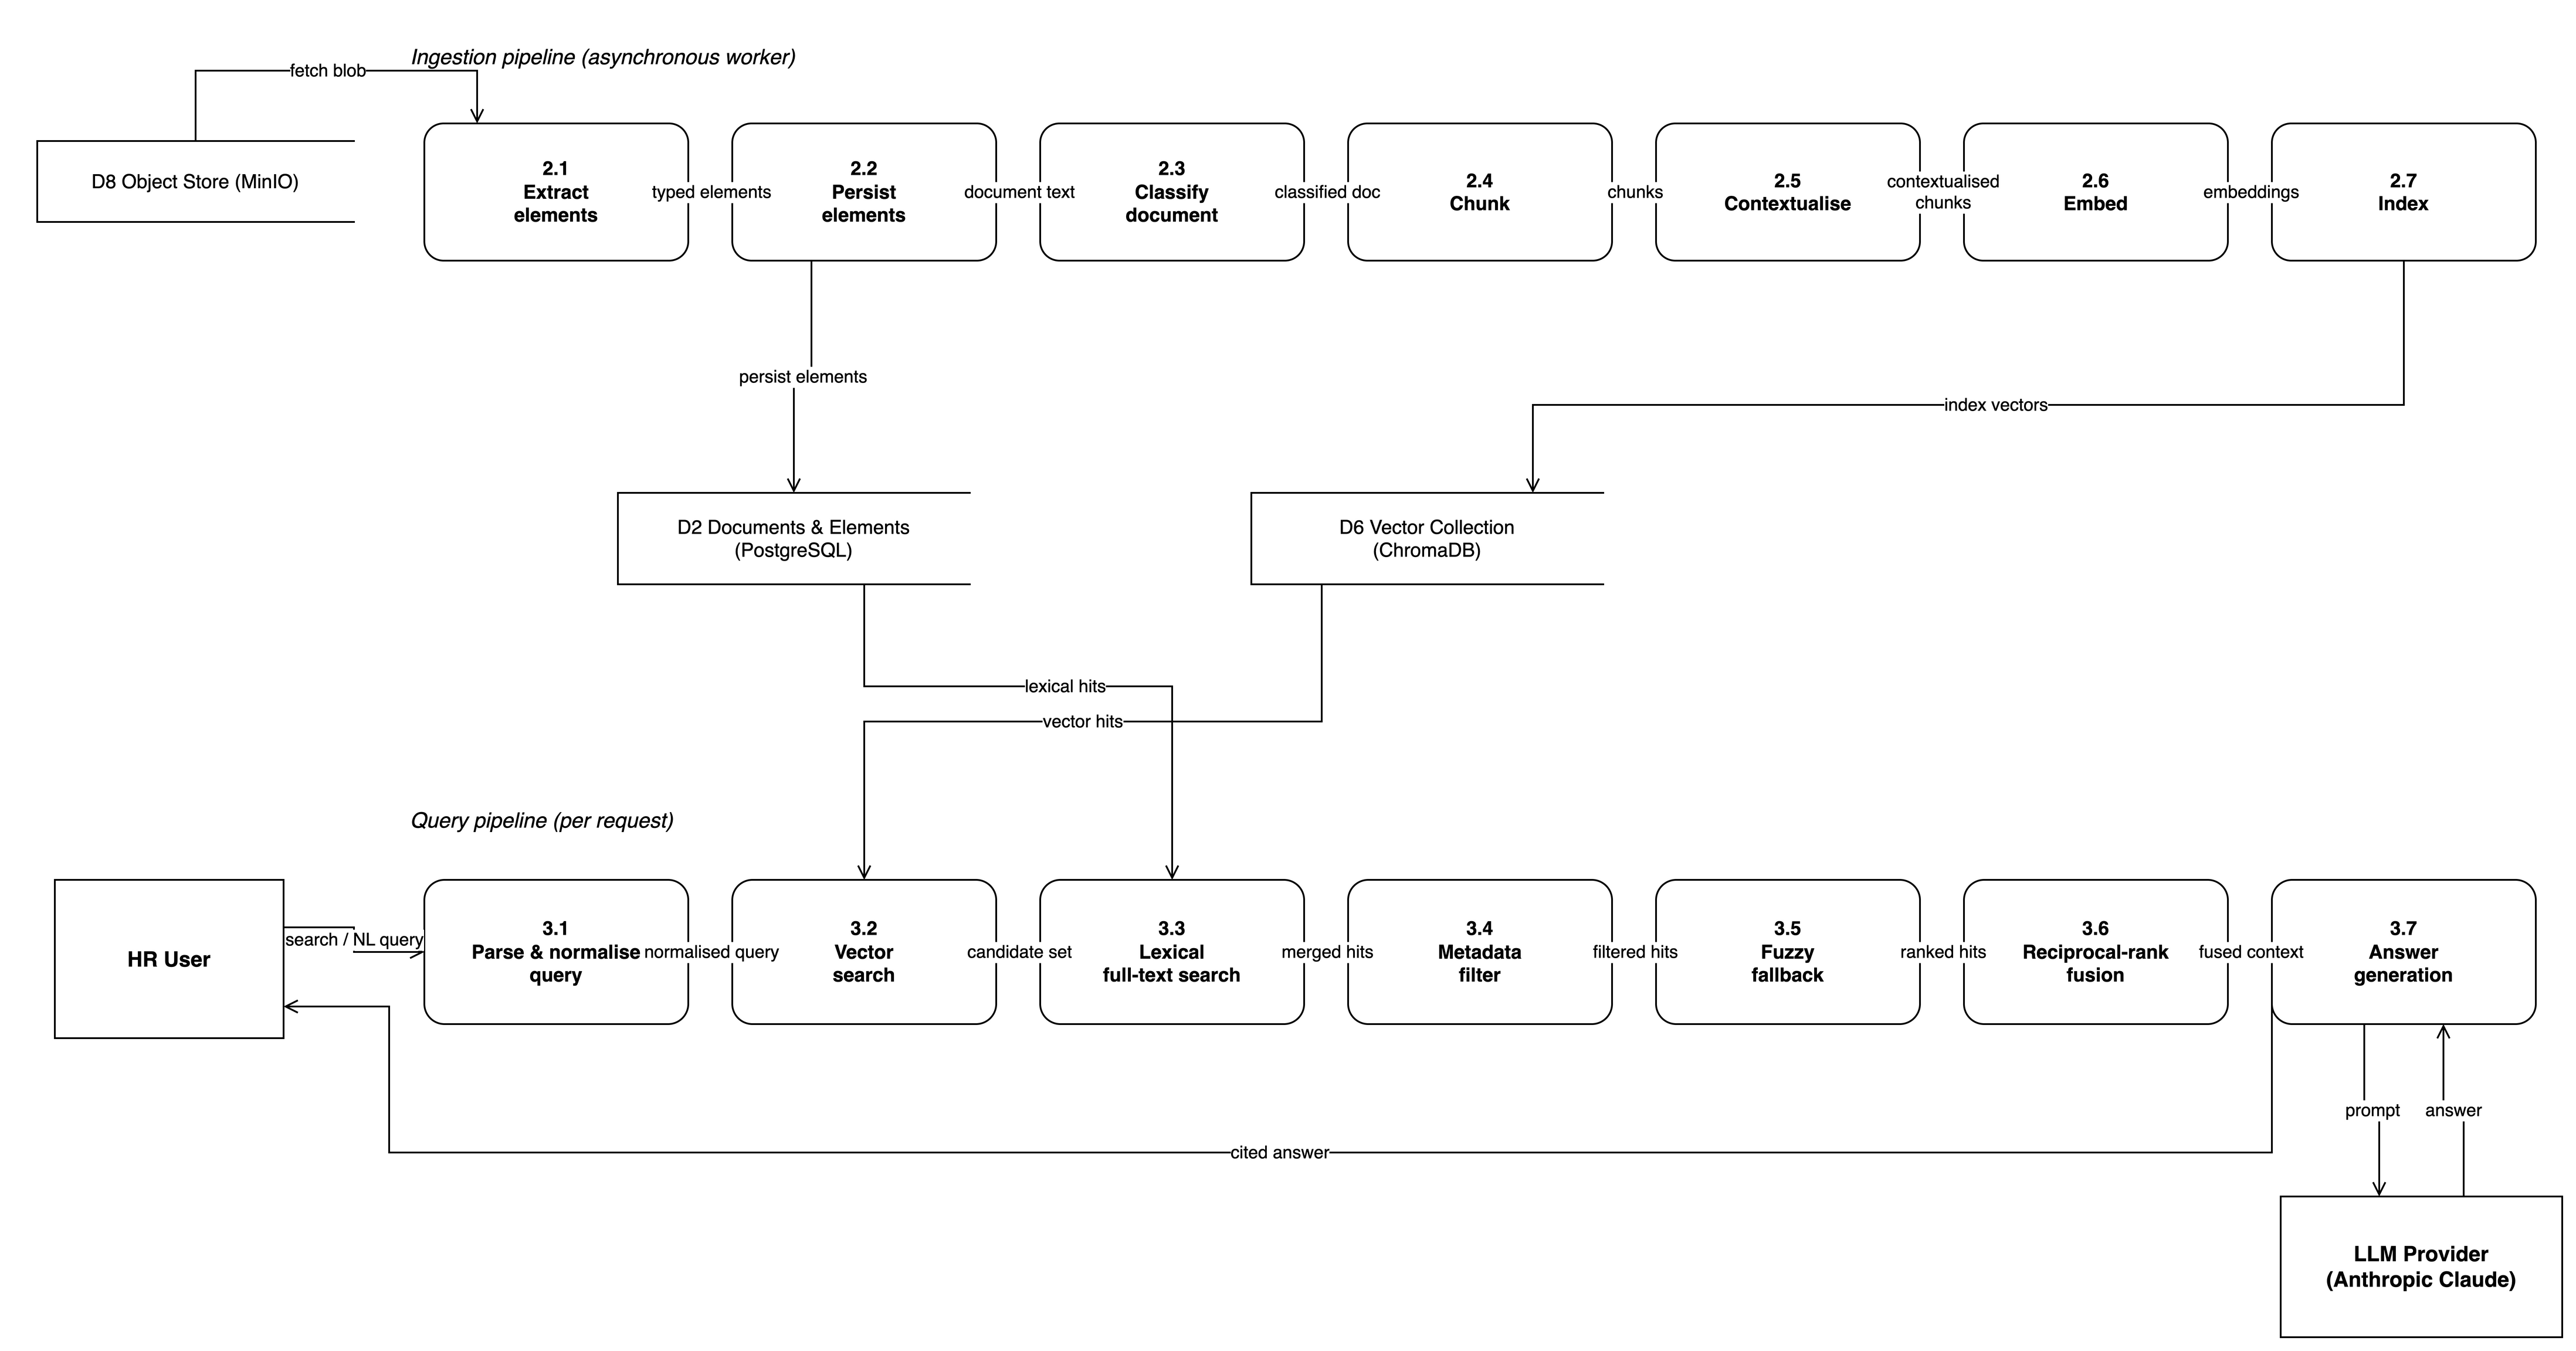 Ingestion pipeline (asynchronous worker)
fetch blob
D8 Object Store (MinIO)
2.1
Extract
elements
typed elements
2.2
Persist
elements
document text
2.3
Classify
document
classified doc
2.4
Chunk
chunks
2.5
Contextualise
contextualised
chunks
2.6
Embed
embeddings
2.7
Index
persist elements
index vectors
D2 Documents & Elements
(PostgreSQL)
D6 Vector Collection
(ChromaDB)
lexical hits
vector hits
Query pipeline (per request)
HR User
search / NL query
3.1
Parse & normalise
query
normalised query
3.2
Vector
search
candidate set
3.3
Lexical
full-text search
merged hits
3.4
Metadata
filter
filtered hits
3.5
Fuzzy
fallback
ranked hits
3.6
Reciprocal-rank
fusion
fused context
3.7
Answer
generation
prompt
answer
cited answer
LLM Provider
(Anthropic Claude)